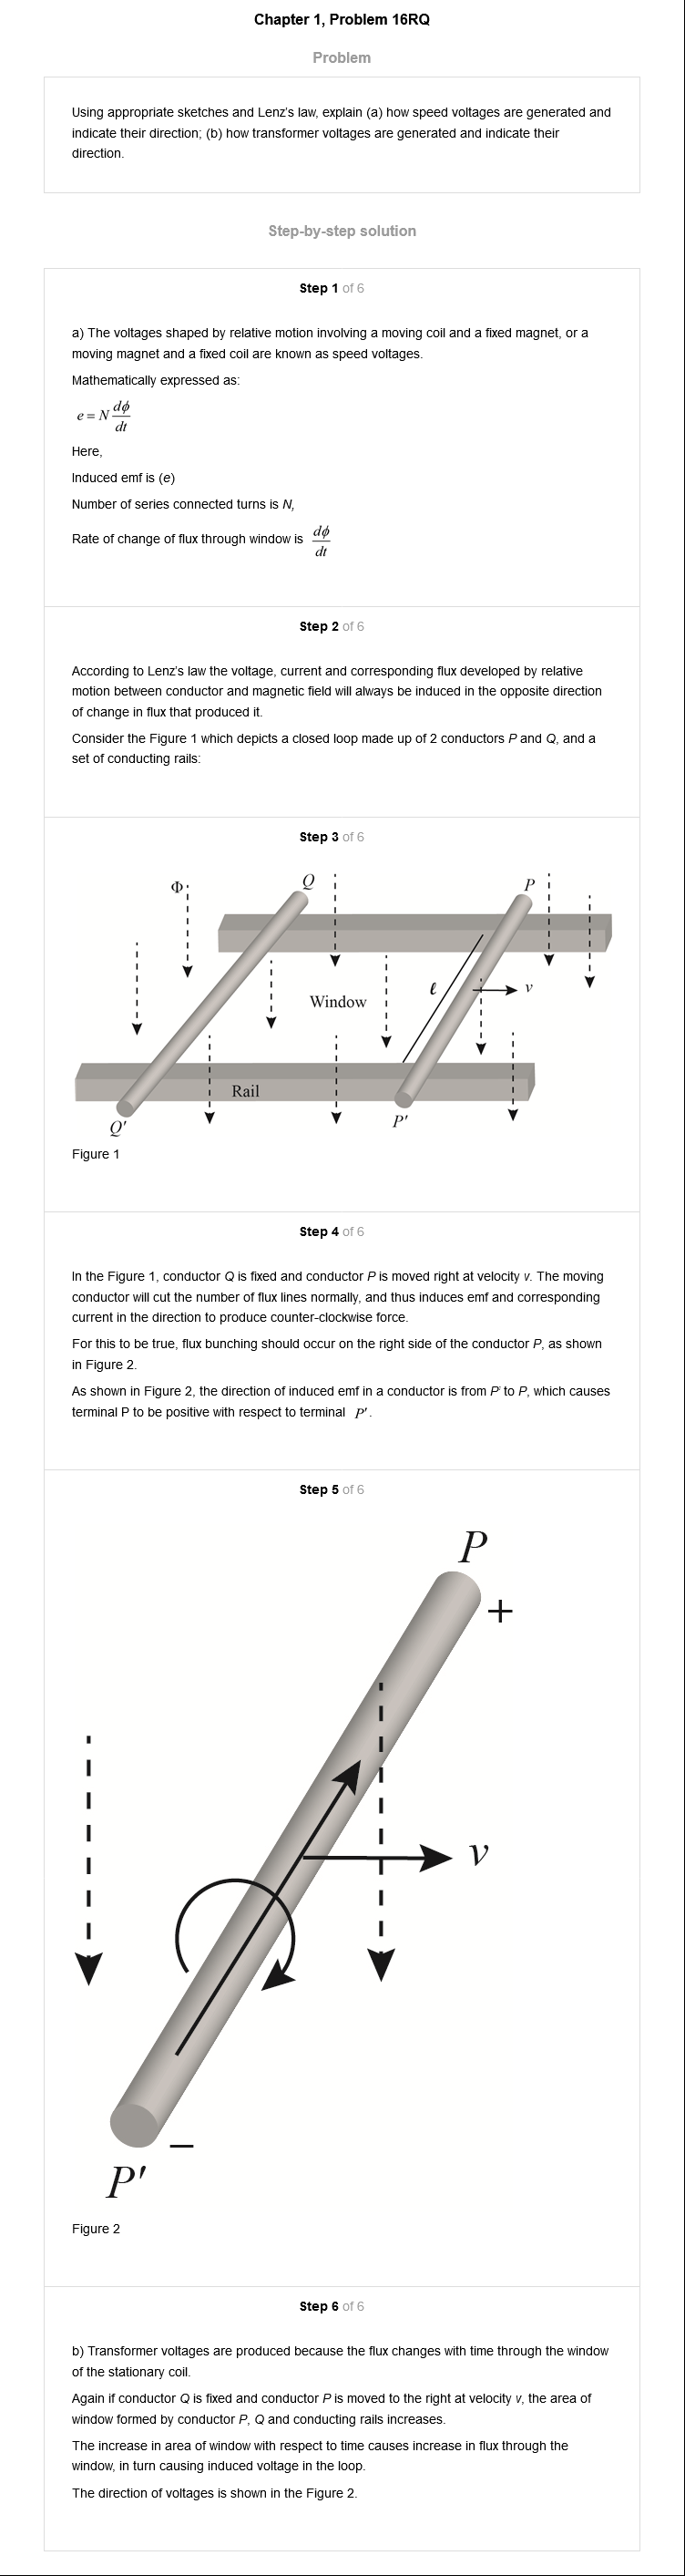 Chapter 1, Problem 16RQ
Problem
Using appropriate sketches and Lenz's law, explain (a) how speed voltages are generated and
indicate their direction; (b) how transformer voltages are generated and indicate their
direction.
Step-by-step solution
Step 1 of 6
a) The voltages shaped by relative motion involving a moving coil and a fixed magnet, or a
moving magnet and a fixed coil are known as speed voltages.
Mathematically expressed as:
e = N dϕ/dt
Here,
Induced emf is (e)
Number of series connected turns is N,
Rate of change of flux through window is dϕ/dt
Step 2 of 6
According to Lenz's law the voltage, current and corresponding flux developed by relative
motion between conductor and magnetic field will always be induced in the opposite direction
of change in flux that produced it.
Consider the Figure 1 which depicts a closed loop made up of 2 conductors P and Q, and a
set of conducting rails:
Step 3 of 6
Φ
Q
P
ℓ
v
Window
Rail
Q'
P'
Figure 1
Step 4 of 6
In the Figure 1, conductor Q is fixed and conductor P is moved right at velocity v. The moving
conductor will cut the number of flux lines normally, and thus induces emf and corresponding
current in the direction to produce counter-clockwise force.
For this to be true, flux bunching should occur on the right side of the conductor P, as shown
in Figure 2.
As shown in Figure 2, the direction of induced emf in a conductor is from P' to P, which causes
terminal P to be positive with respect to terminal P'.
Step 5 of 6
P
+
v
−
P'
Figure 2
Step 6 of 6
b) Transformer voltages are produced because the flux changes with time through the window
of the stationary coil.
Again if conductor Q is fixed and conductor P is moved to the right at velocity v, the area of
window formed by conductor P, Q and conducting rails increases.
The increase in area of window with respect to time causes increase in flux through the
window, in turn causing induced voltage in the loop.
The direction of voltages is shown in the Figure 2.